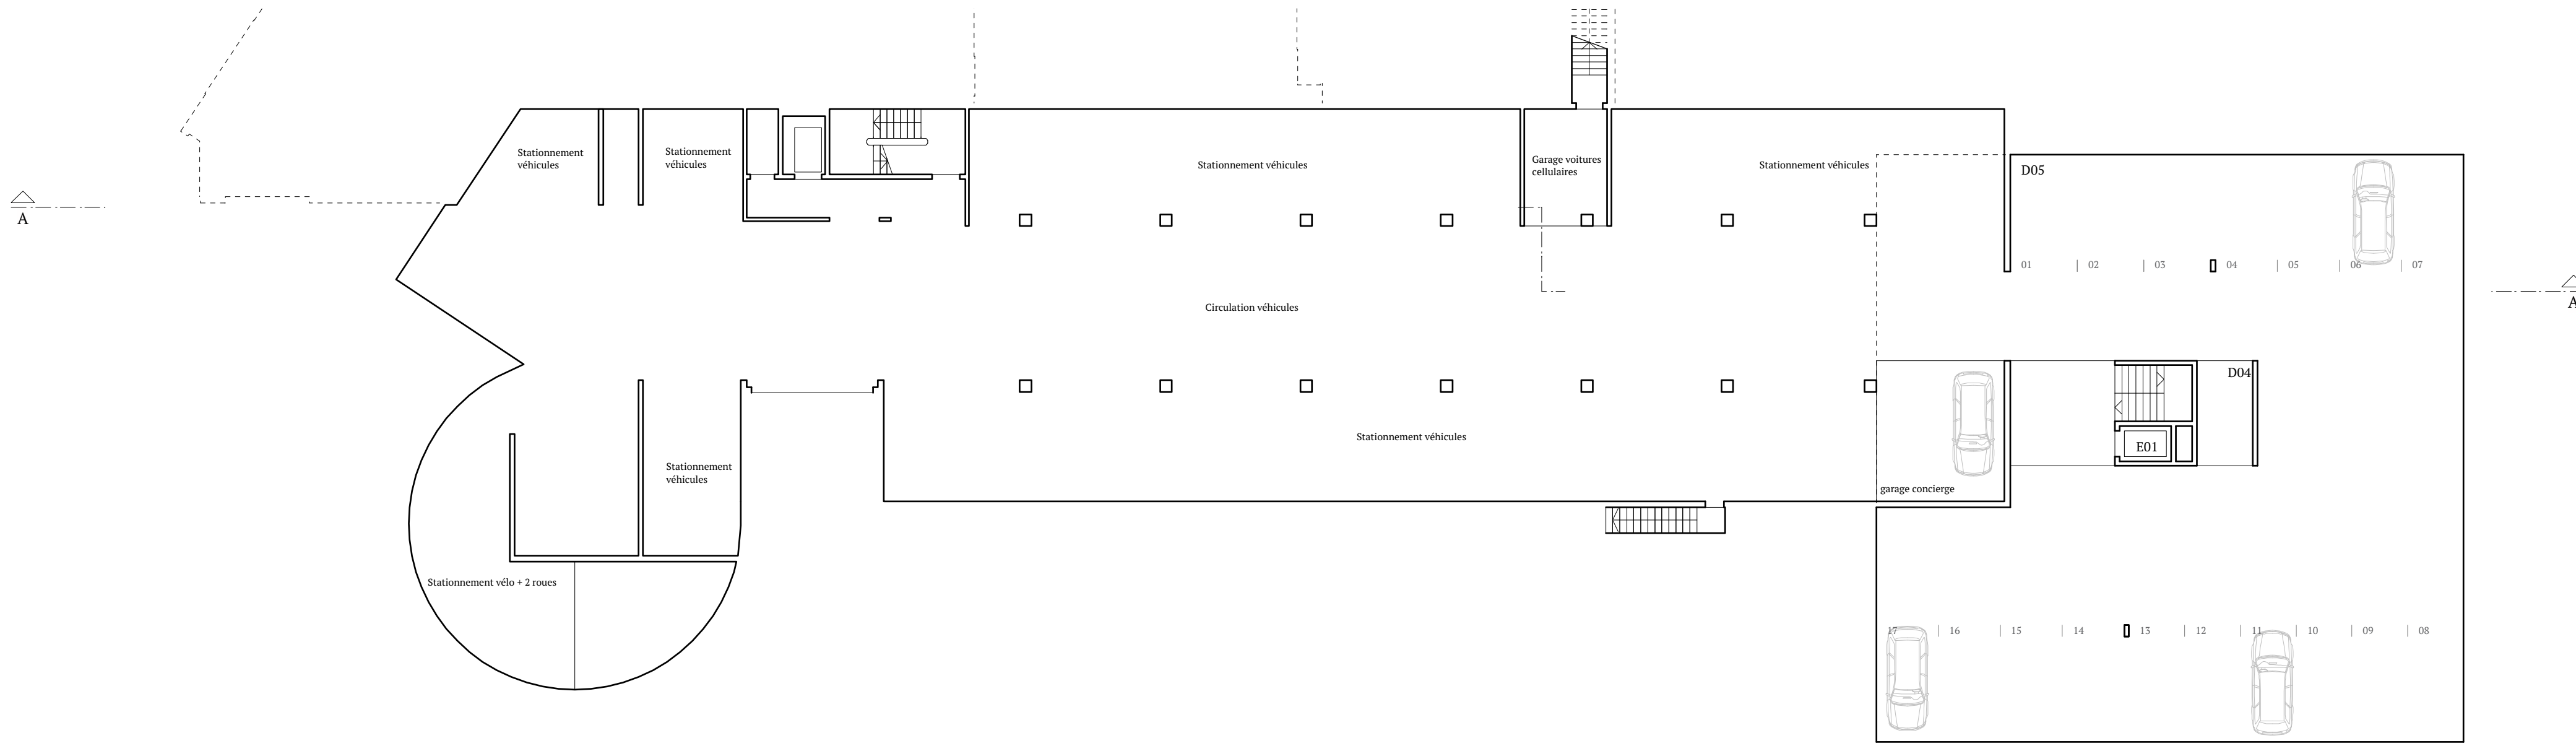 Stationnement
véhicules
Stationnement
véhicules
Stationnement véhicules
Garage voitures
cellulaires
Stationnement véhicules
D05
A
01 02 03 04 05 06 07
A
Circulation véhicules
D04
Stationnement véhicules
E01
Stationnement
véhicules
garage concierge
Stationnement vélo + 2 roues
17 16 15 14 13 12 11 10 09 08